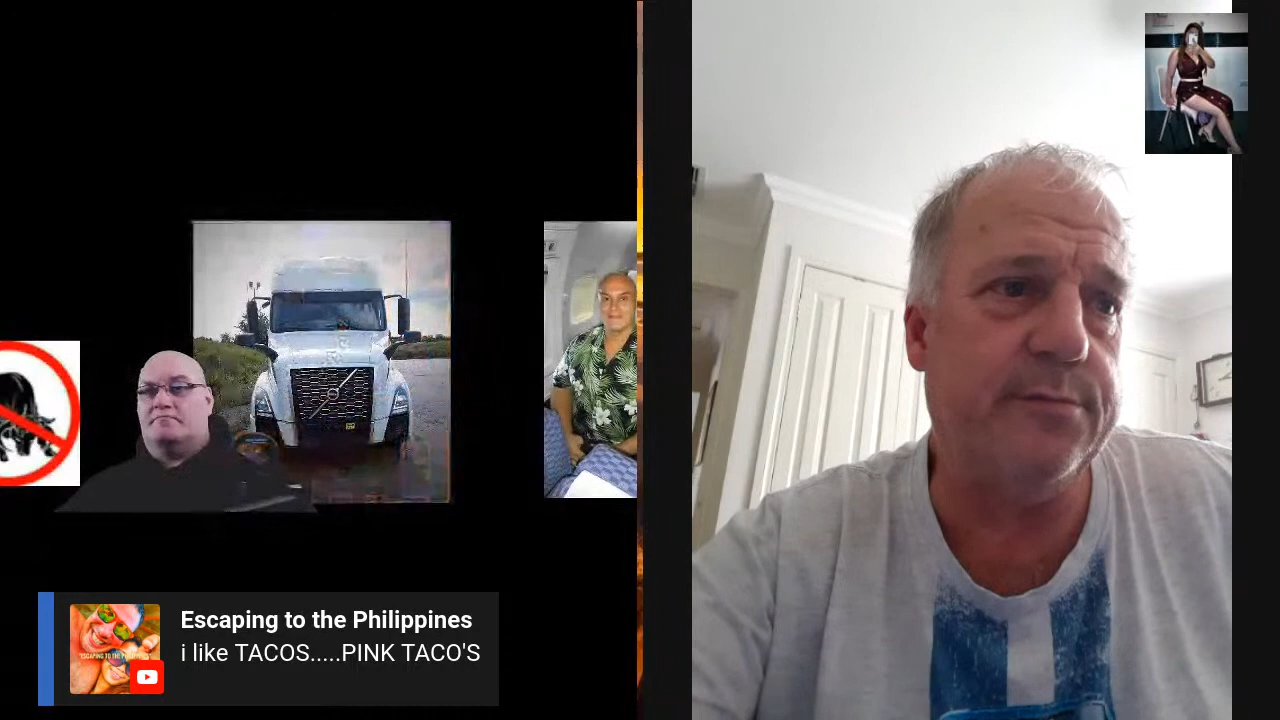 Escaping to the Philippines
i like TACOS.....PINK TACO'S